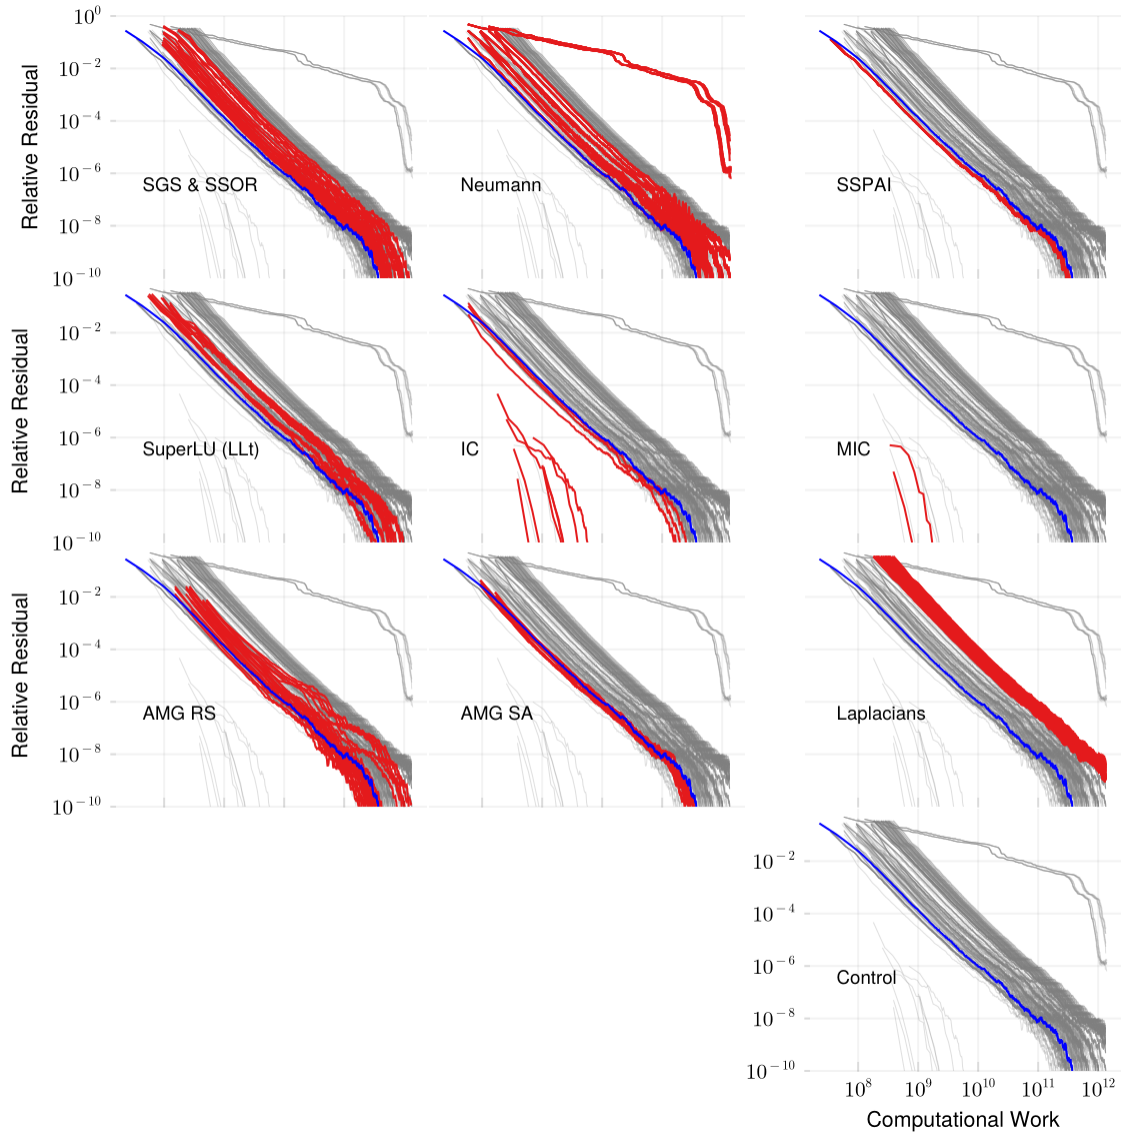 Relative Residual
10^0
10^−2
10^−4
10^−6
10^−8
10^−10
SGS & SSOR
Neumann
SSPAI
Relative Residual
10^−2
10^−4
10^−6
10^−8
10^−10
SuperLU (LLt)
IC
MIC
Relative Residual
10^−2
10^−4
10^−6
10^−8
10^−10
AMG RS
AMG SA
Laplacians
10^−2
10^−4
10^−6
10^−8
10^−10
Control
10^8 10^9 10^10 10^11 10^12
Computational Work